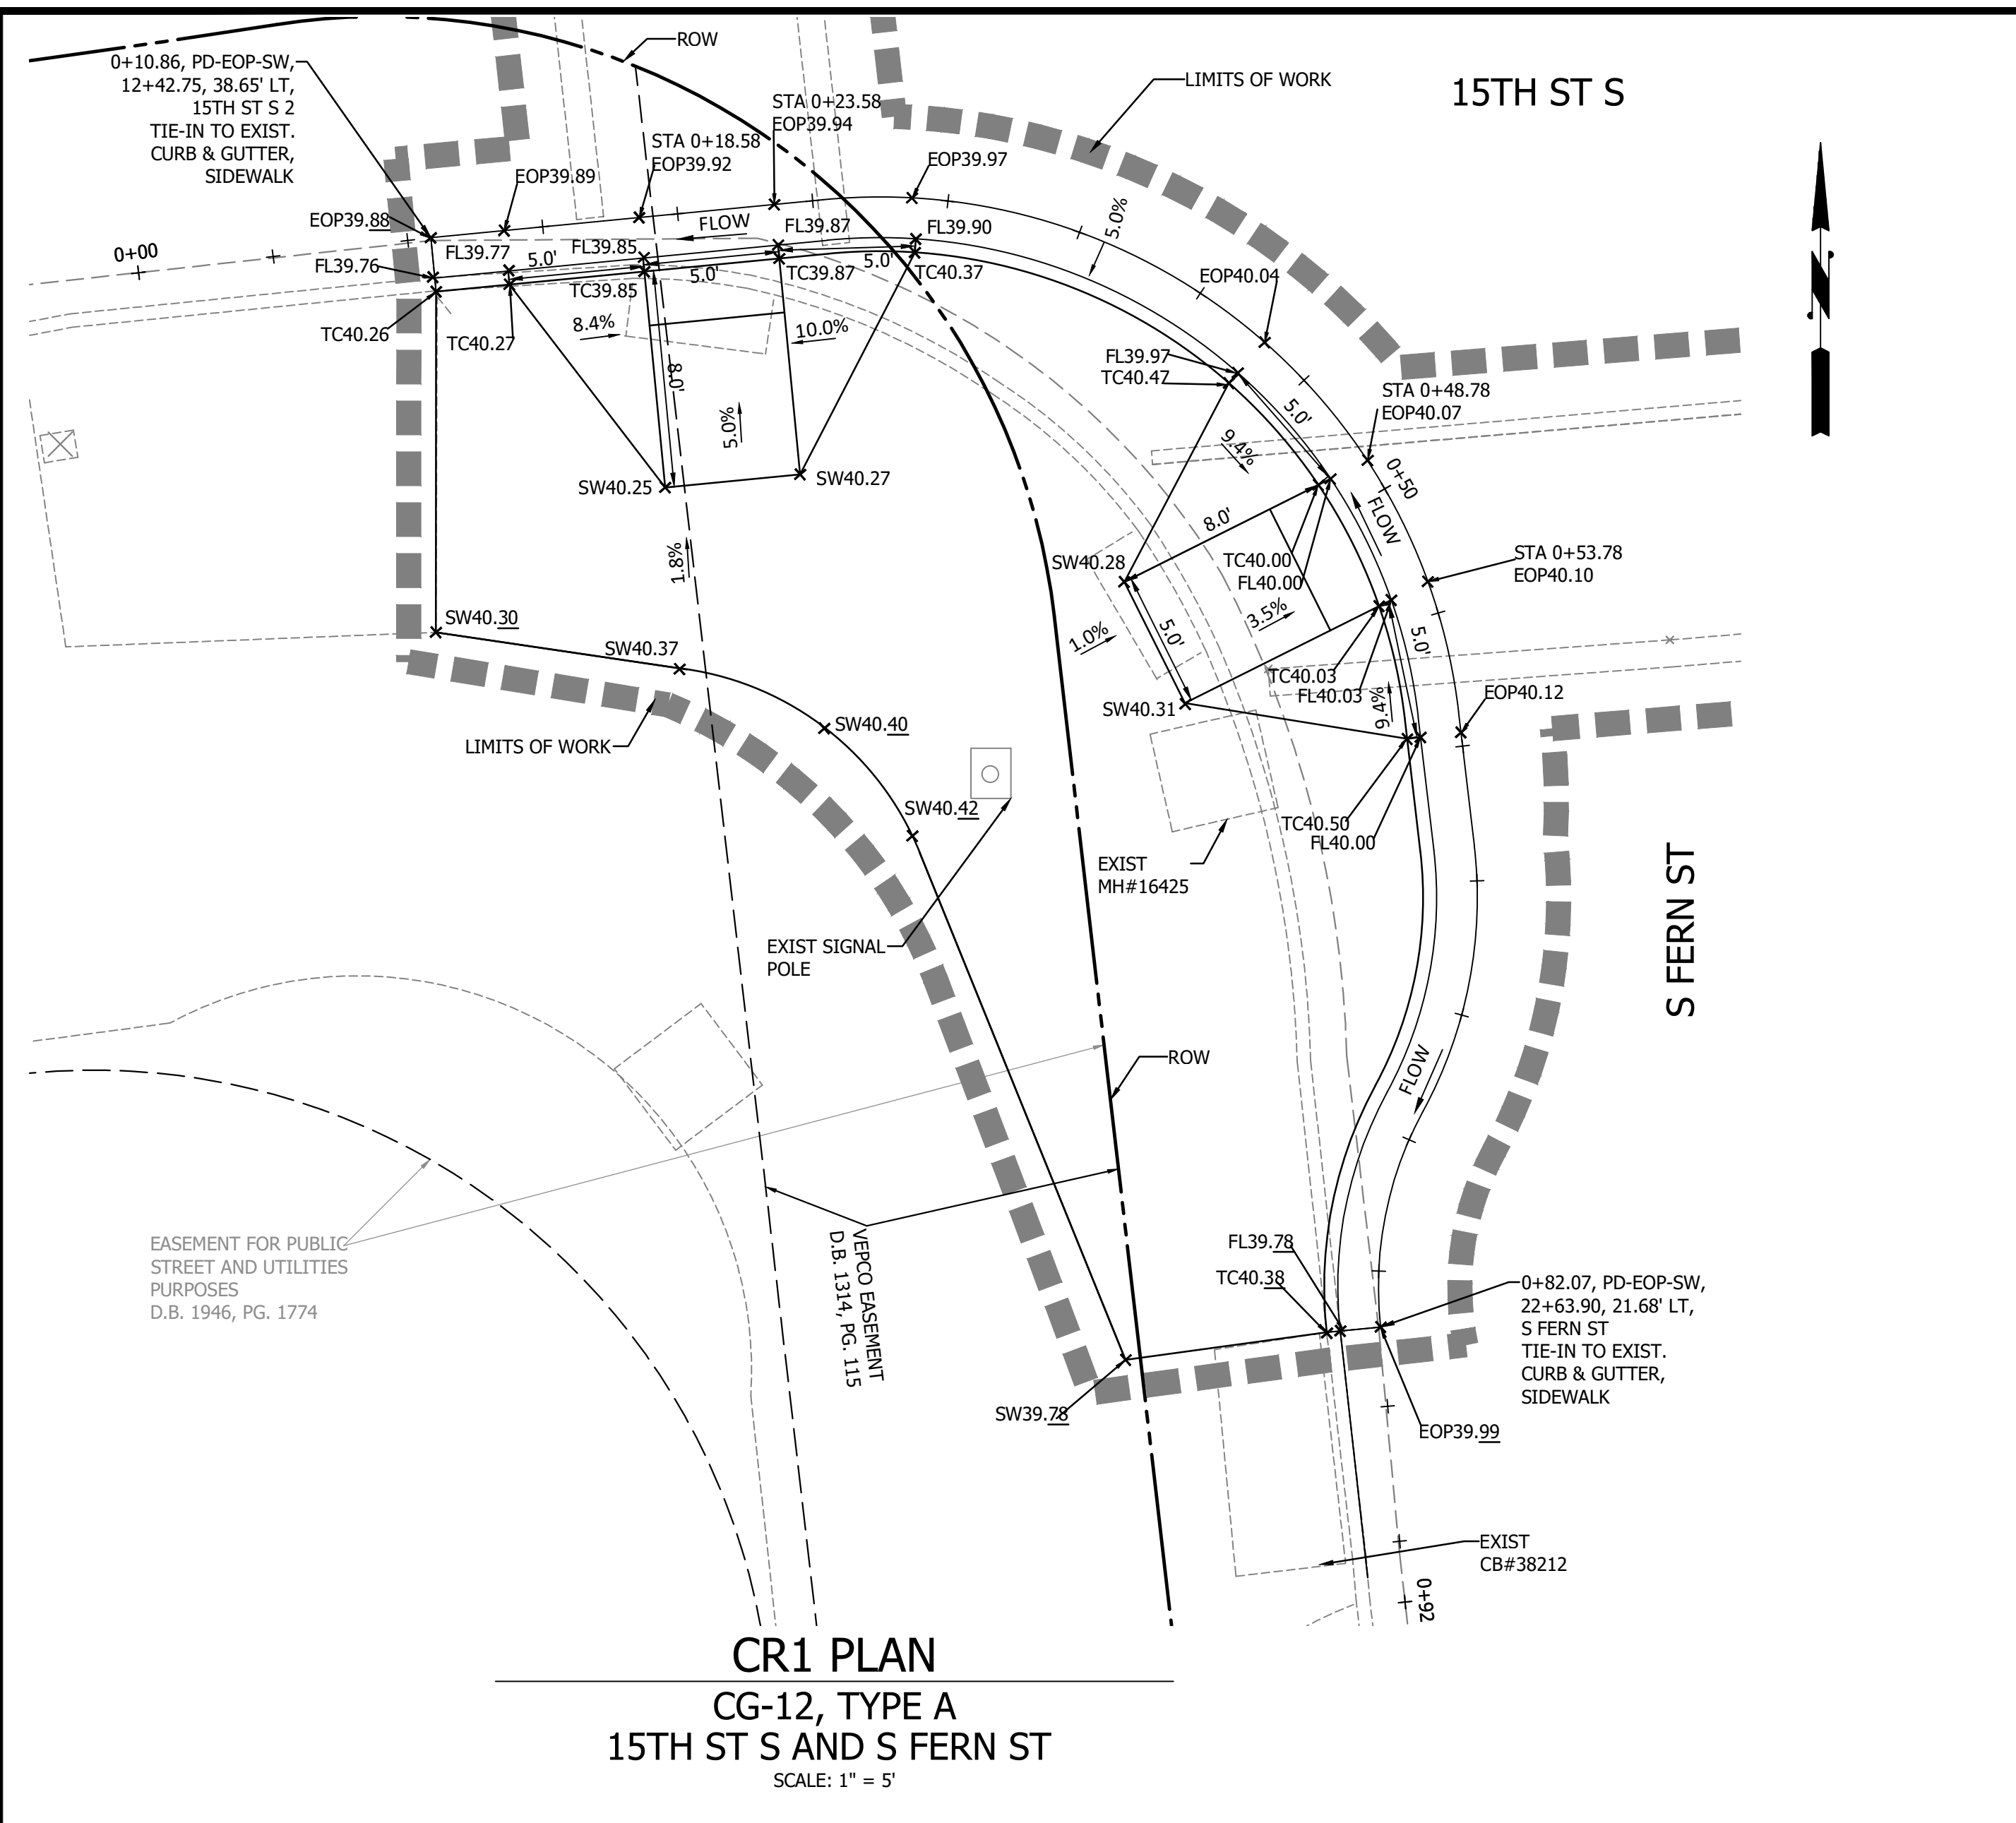 ROW
0+10.86, PD-EOP-SW,
12+42.75, 38.65' LT,
15TH ST S 2
TIE-IN TO EXIST.
CURB & GUTTER,
SIDEWALK
STA 0+23.58
EOP39.94
LIMITS OF WORK
15TH ST S
STA 0+18.58
EOP39.92
EOP39.97
EOP39.89
EOP39.88
FLOW
FL39.87
FL39.90
5.0%
0+00
FL39.77
FL39.85
FL39.76
5.0'
5.0'
5.0'
TC39.85
TC39.87
TC40.37
EOP40.04
TC40.26
TC40.27
8.4%
10.0%
8.0'
5.0%
FL39.97
TC40.47
5.0'
STA 0+48.78
EOP40.07
9.4%
0+50
N
SW40.25
SW40.27
8.0'
FLOW
1.8%
SW40.28
TC40.00
FL40.00
STA 0+53.78
EOP40.10
SW40.30
SW40.37
1.0%
5.0'
3.5%
5.0'
TC40.03
FL40.03
9.4%
EOP40.12
SW40.31
SW40.40
LIMITS OF WORK
SW40.42
TC40.50
FL40.00
EXIST
MH#16425
S FERN ST
EXIST SIGNAL
POLE
ROW
FLOW
EASEMENT FOR PUBLIC
STREET AND UTILITIES
PURPOSES
D.B. 1946, PG. 1774
VEPCO EASEMENT
D.B. 1314, PG. 115
FL39.78
TC40.38
0+82.07, PD-EOP-SW,
22+63.90, 21.68' LT,
S FERN ST
TIE-IN TO EXIST.
CURB & GUTTER,
SIDEWALK
SW39.78
EOP39.99
EXIST
CB#38212
0+92
CR1 PLAN
CG-12, TYPE A
15TH ST S AND S FERN ST
SCALE: 1" = 5'